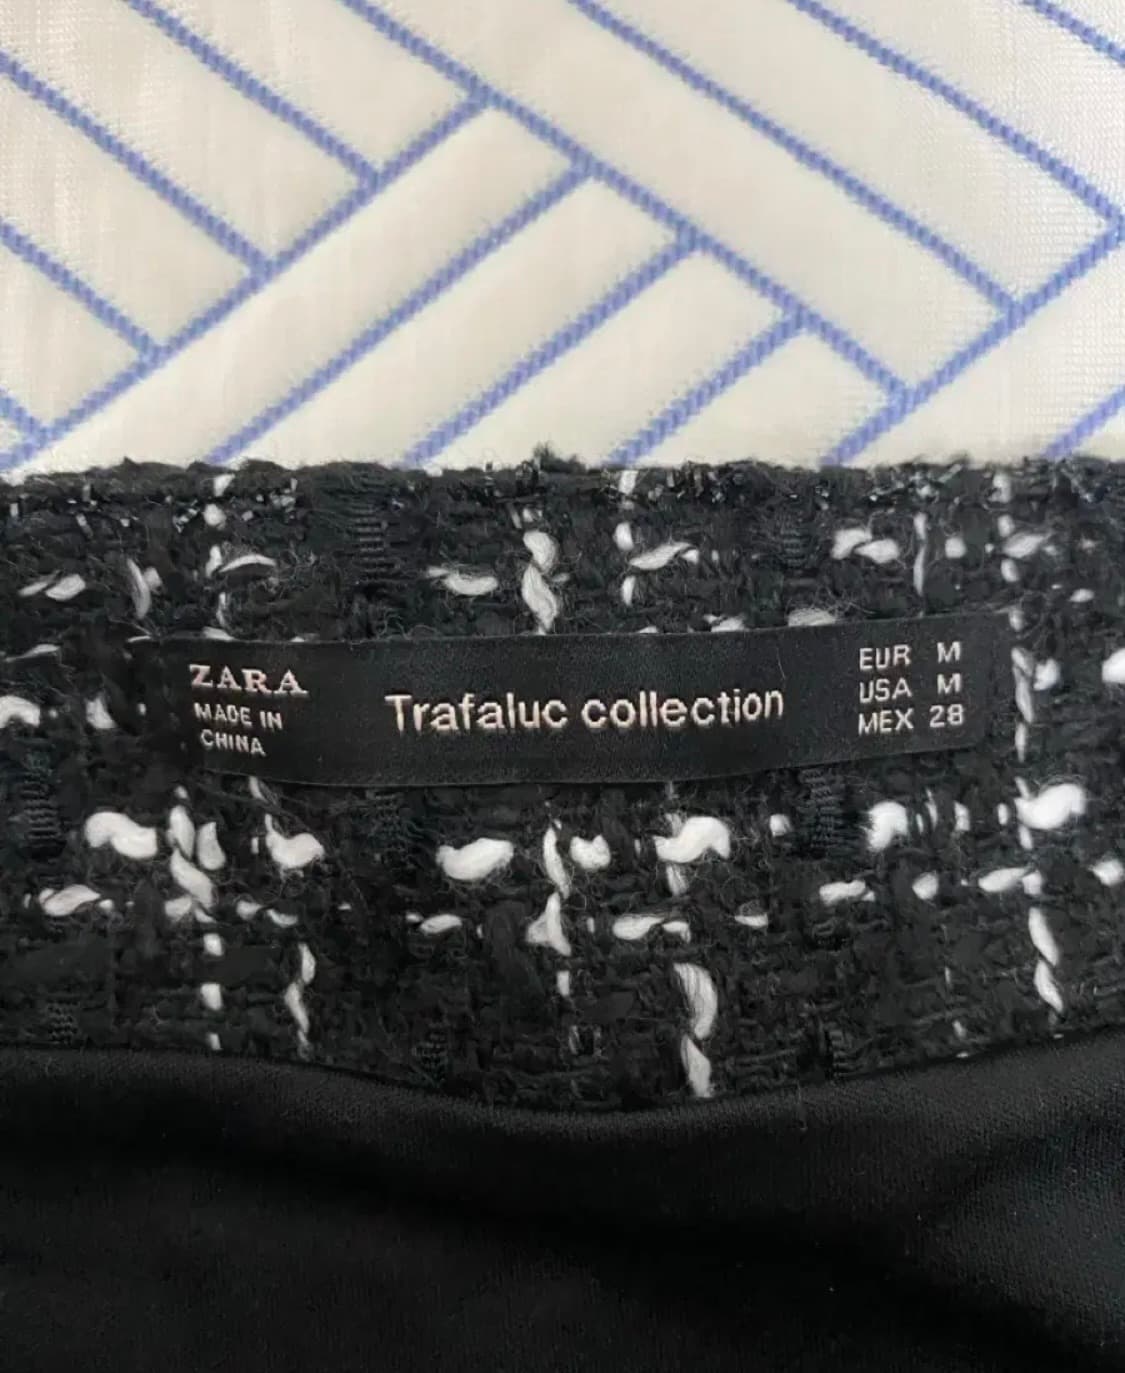 ZARA
MADE IN
CHINA
Trafaluc collection
EUR M
USA M
MEX 28